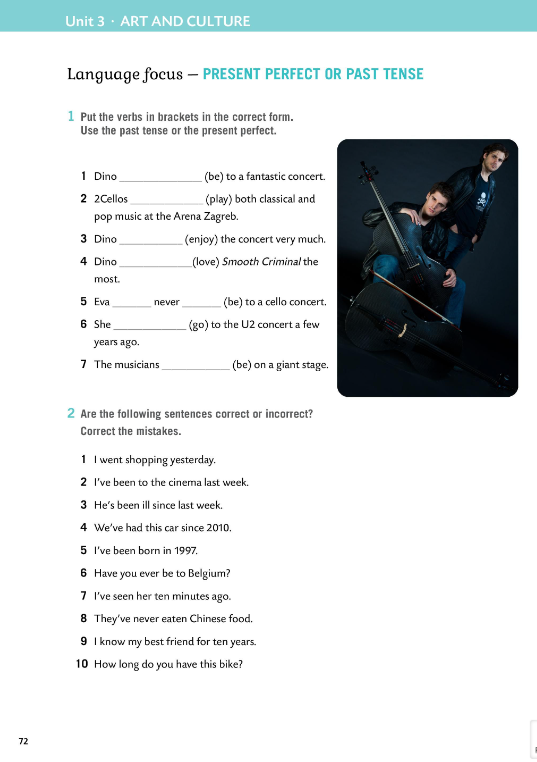 Unit 3 · ART AND CULTURE
Language focus – PRESENT PERFECT OR PAST TENSE
1 Put the verbs in brackets in the correct form.
Use the past tense or the present perfect.
1 Dino ______________ (be) to a fantastic concert.
2 2Cellos ____________ (play) both classical and
pop music at the Arena Zagreb.
3 Dino ___________ (enjoy) the concert very much.
4 Dino ____________(love) Smooth Criminal the
most.
5 Eva _______ never _______ (be) to a cello concert.
6 She _____________ (go) to the U2 concert a few
years ago.
7 The musicians ____________ (be) on a giant stage.
2 Are the following sentences correct or incorrect?
Correct the mistakes.
1 I went shopping yesterday.
2 I've been to the cinema last week.
3 He's been ill since last week.
4 We've had this car since 2010.
5 I've been born in 1997.
6 Have you ever be to Belgium?
7 I've seen her ten minutes ago.
8 They've never eaten Chinese food.
9 I know my best friend for ten years.
10 How long do you have this bike?
72